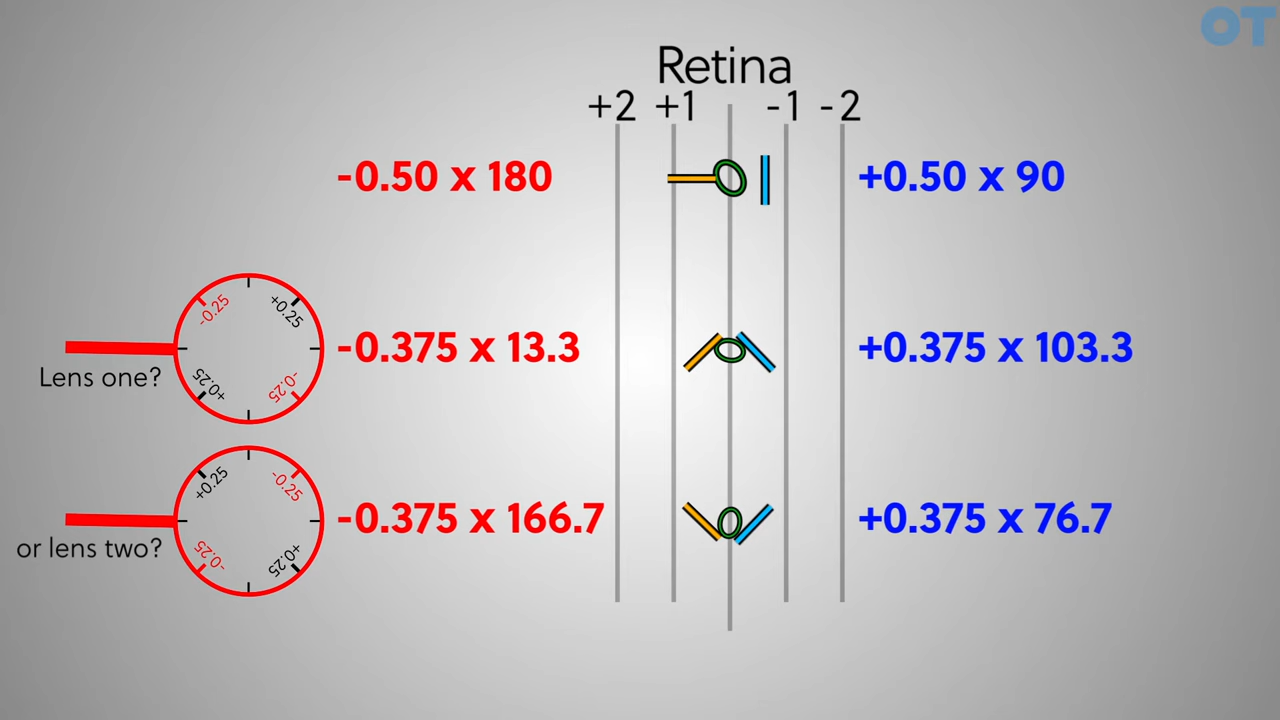 OT
Retina
+2 +1 -1 -2
-0.50 x 180
+0.50 x 90
-0.25
+0.25
-0.375 x 13.3
+0.375 x 103.3
Lens one?
+0.25
-0.25
+0.25
-0.25
-0.375 x 166.7
+0.375 x 76.7
or lens two?
-0.25
+0.25